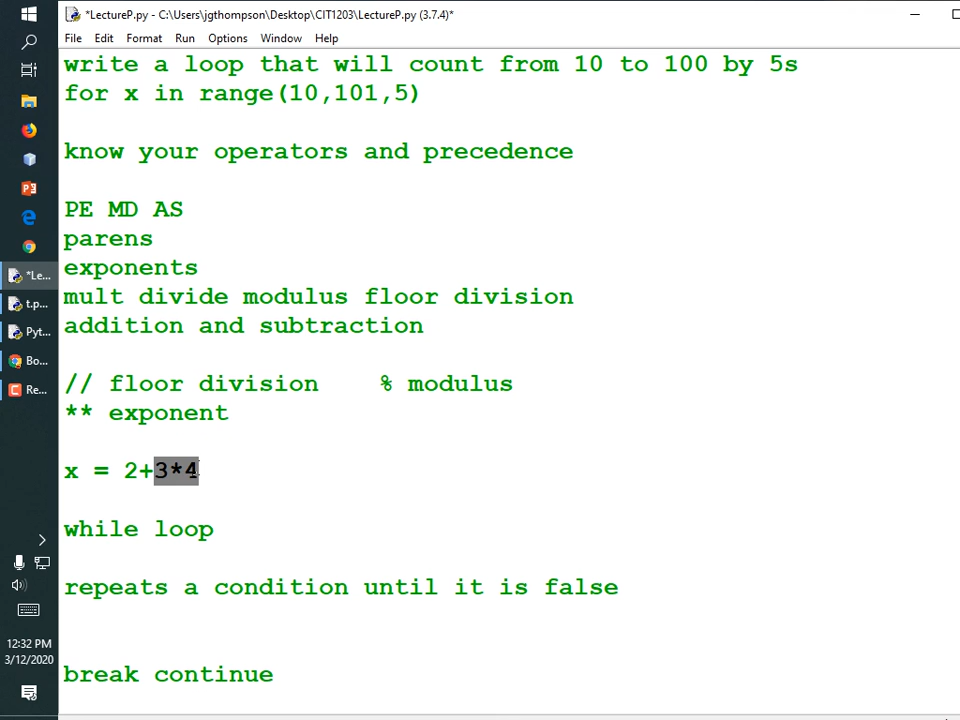 *LectureP.py - C:\Users\jgthompson\Desktop\CIT1203\LectureP.py (3.7.4)*
File Edit Format Run Options Window Help
write a loop that will count from 10 to 100 by 5s
for x in range(10,101,5)
know your operators and precedence
PE MD AS
parens
exponents
mult divide modulus floor division
addition and subtraction
// floor division % modulus
** exponent
x = 2+3*4
while loop
repeats a condition until it is false
break continue
*Le...
t.p...
Pyt...
Bo...
Re...
12:32 PM
3/12/2020